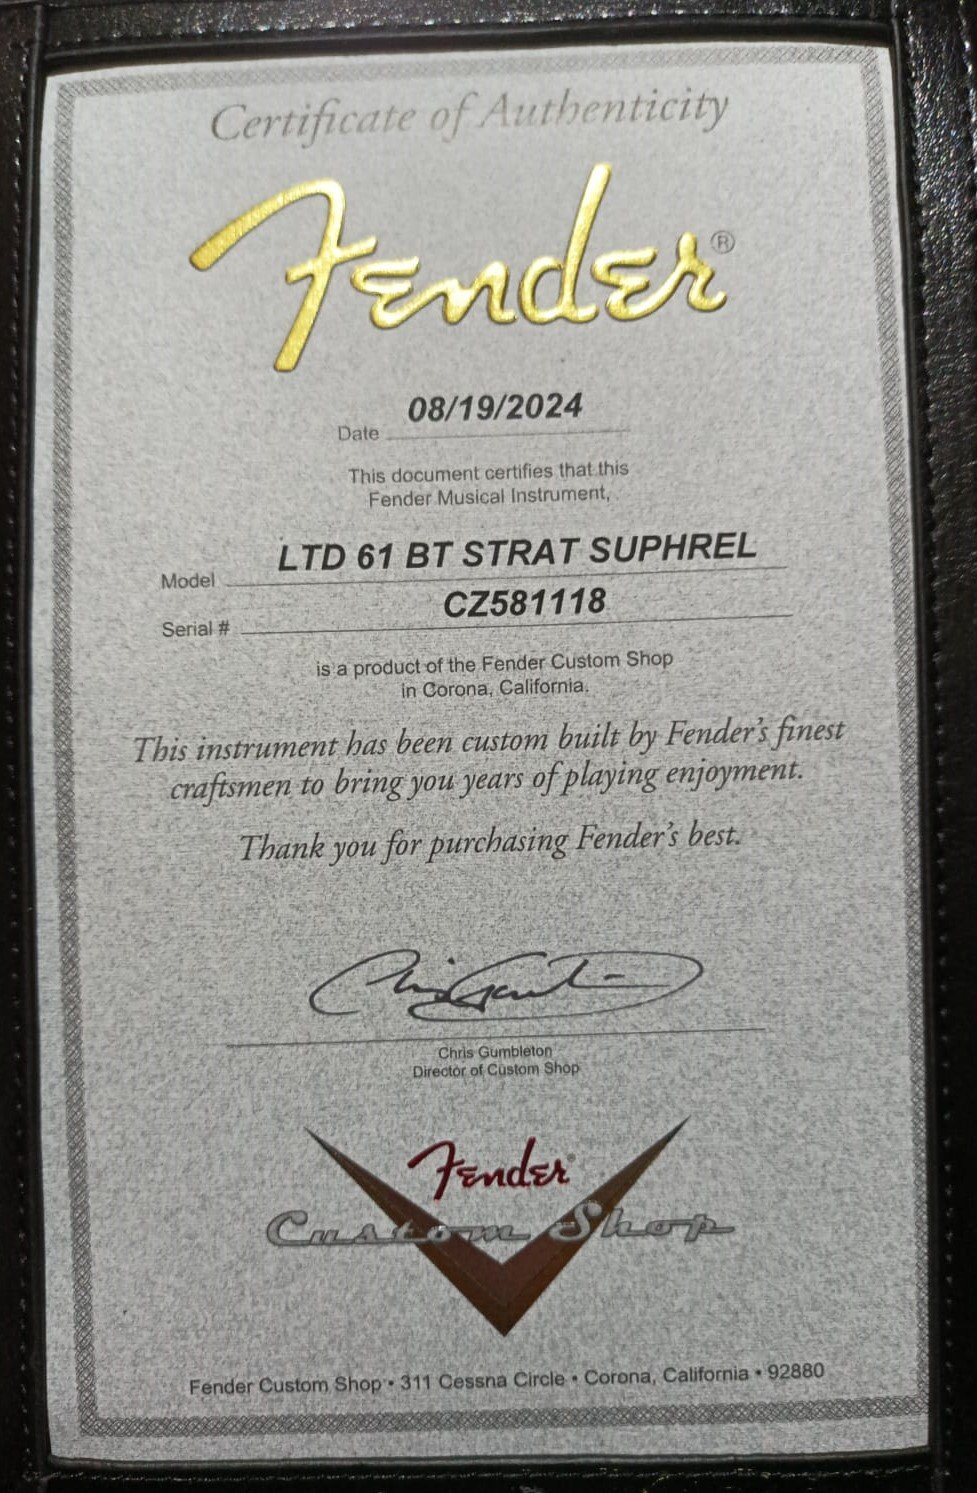 Certificate of Authenticity
Fender®
Date 08/19/2024
This document certifies that this
Fender Musical Instrument,
Model LTD 61 BT STRAT SUPHREL
Serial # CZ581118
is a product of the Fender Custom Shop
in Corona, California.
This instrument has been custom built by Fender's finest
craftsmen to bring you years of playing enjoyment.
Thank you for purchasing Fender's best.
Chris Gumbleton
Director of Custom Shop
Fender
Custom Shop
Fender Custom Shop • 311 Cessna Circle • Corona, California • 92880